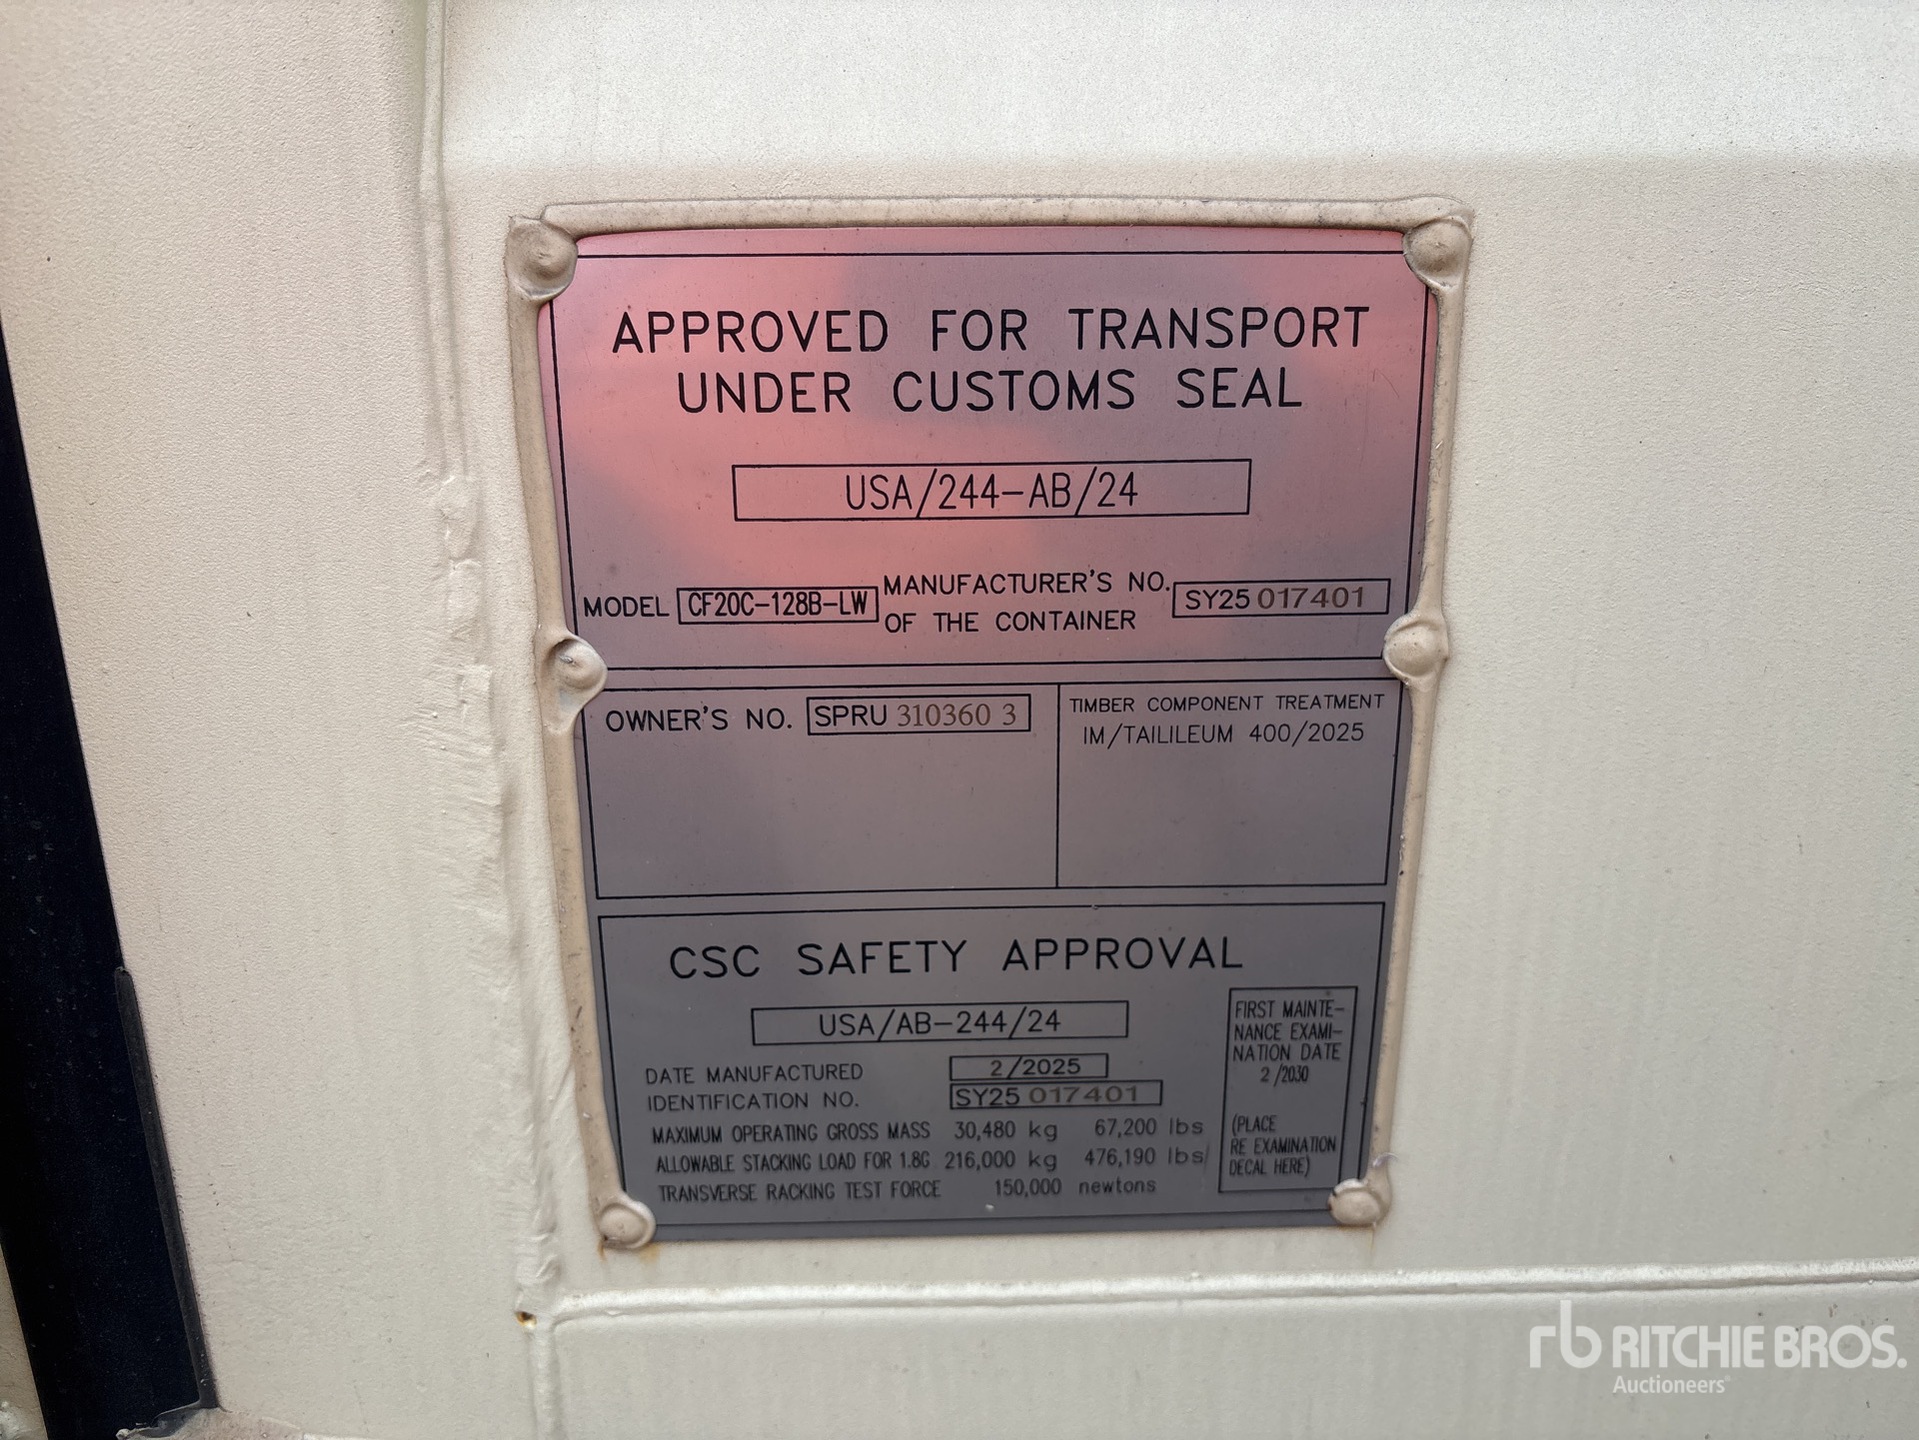 APPROVED FOR TRANSPORT
UNDER CUSTOMS SEAL
USA/244-AB/24
MODEL CF20C-128B-LW MANUFACTURER'S NO. OF THE CONTAINER SY25 017401
OWNER'S NO. SPRU 310360 3
TIMBER COMPONENT TREATMENT
IM/TAILILEUM 400/2025
CSC SAFETY APPROVAL
USA/AB-244/24
DATE MANUFACTURED 2/2025
IDENTIFICATION NO. SY25 017401
MAXIMUM OPERATING GROSS MASS 30,480 kg 67,200 lbs
ALLOWABLE STACKING LOAD FOR 1.8G 216,000 kg 476,190 lbs
TRANSVERSE RACKING TEST FORCE 150,000 newtons
FIRST MAINTE-
NANCE EXAMI-
NATION DATE
2/2030
(PLACE
RE EXAMINATION
DECAL HERE)
rb RITCHIE BROS.
Auctioneers